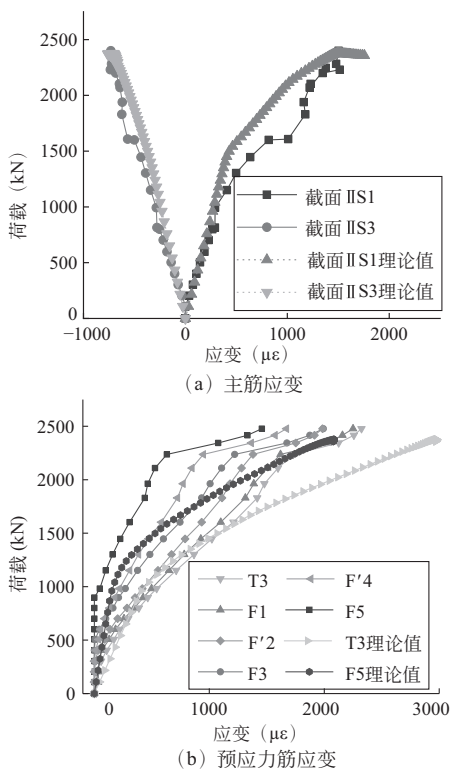 2500
2000
1500
1000
500
0
荷载（kN）
截面ⅡS1
截面ⅡS3
截面ⅡS1理论值
截面ⅡS3理论值
−1000 0 1000 2000
应变（με）
(a) 主筋应变
3000
2500
2000
1500
1000
500
0
荷载(kN)
T3 F′4
F1 F5
F′2 T3理论值
F3 F5理论值
0 1000 2000 3000
应变（με）
(b) 预应力筋应变